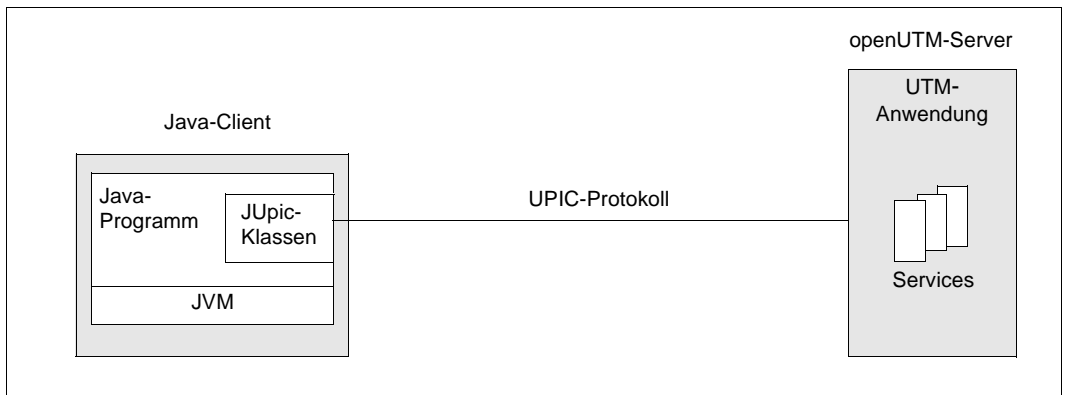 openUTM-Server
UTM-
Anwendung
Java-Client
Java-
Programm
JUpic-
Klassen
UPIC-Protokoll
Services
JVM